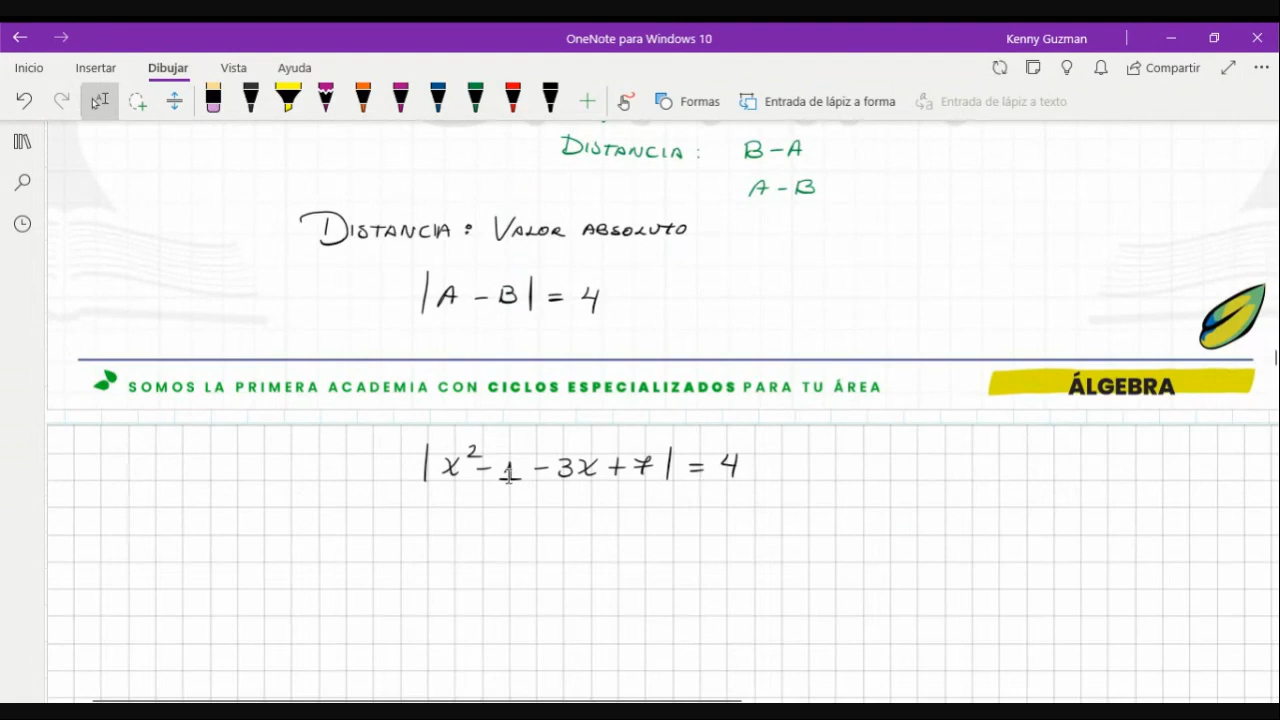 OneNote para Windows 10
Kenny Guzman
Inicio Insertar Dibujar Vista Ayuda
Compartir
Formas Entrada de lápiz a forma Entrada de lápiz a texto
DISTANCIA: B-A
A-B
DISTANCIA: VALOR ABSOLUTO
|A - B| = 4
SOMOS LA PRIMERA ACADEMIA CON CICLOS ESPECIALIZADOS PARA TU ÁREA
ÁLGEBRA
|x² - 1 - 3x + 7| = 4